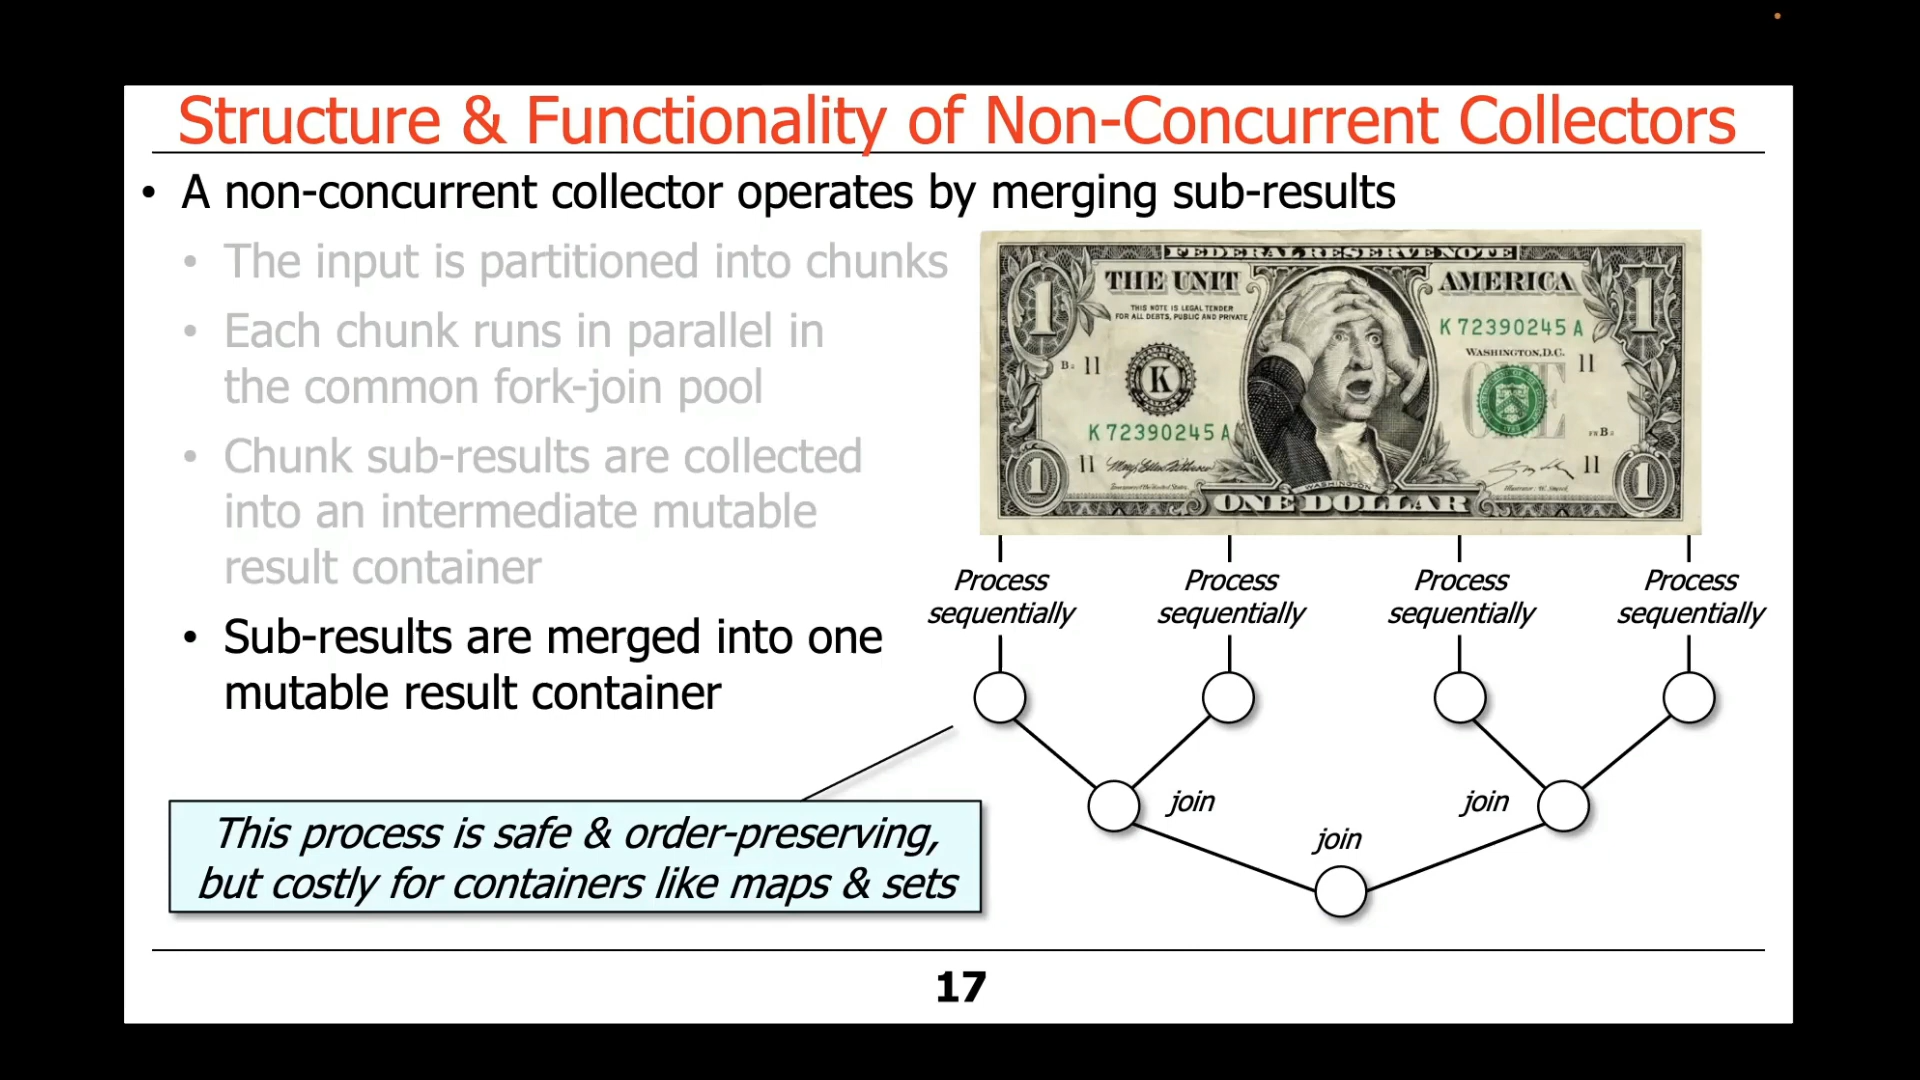 Structure & Functionality of Non-Concurrent Collectors
• A non-concurrent collector operates by merging sub-results
• The input is partitioned into chunks
• Each chunk runs in parallel in
the common fork-join pool
• Chunk sub-results are collected
into an intermediate mutable
result container
• Sub-results are merged into one
mutable result container
This process is safe & order-preserving,
but costly for containers like maps & sets
FEDERAL RESERVE NOTE
THE UNIT AMERICA
THIS NOTE IS LEGAL TENDER
FOR ALL DEBTS, PUBLIC AND PRIVATE
K 72390245 A
WASHINGTON, D.C.
1 1
11 11
K
ONE
K 72390245 A
11 11
1 1
WASHINGTON
ONE DOLLAR
Process Process Process Process
sequentially sequentially sequentially sequentially
join join
join
17